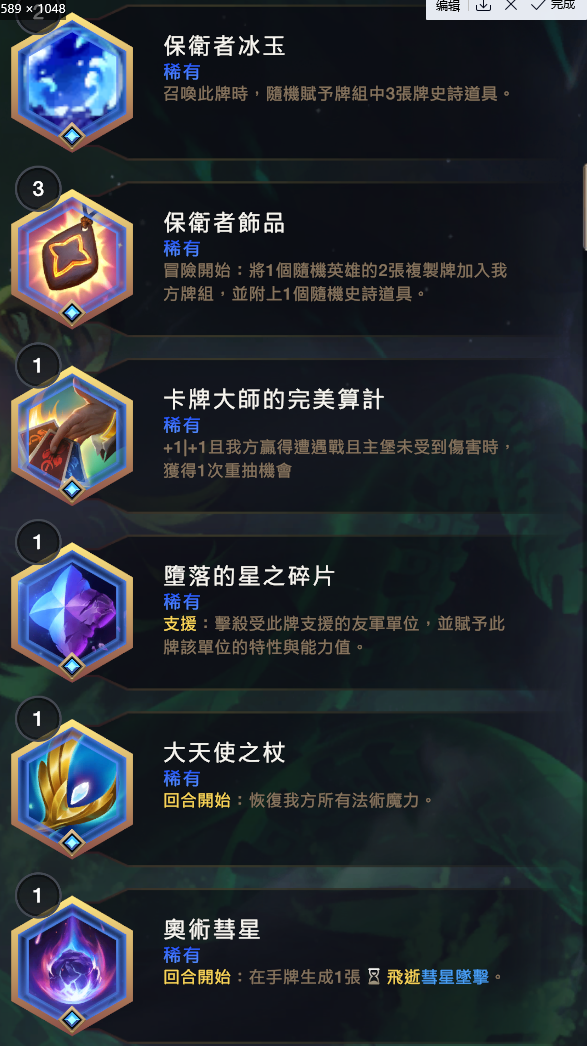 589 × 1048
编辑
完成
2
保衛者冰玉
稀有
召喚此牌時，隨機賦予牌組中3張牌史詩道具。
3
保衛者飾品
稀有
冒險開始：將1個隨機英雄的2張複製牌加入我
方牌組，並附上1個隨機史詩道具。
1
卡牌大師的完美算計
稀有
+1|+1且我方贏得遭遇戰且主堡未受到傷害時，
獲得1次重抽機會
1
墮落的星之碎片
稀有
支援：擊殺受此牌支援的友軍單位，並賦予此
牌該單位的特性與能力值。
1
大天使之杖
稀有
回合開始：恢復我方所有法術魔力。
1
奧術彗星
稀有
回合開始：在手牌生成1張 飛逝彗星墜擊。